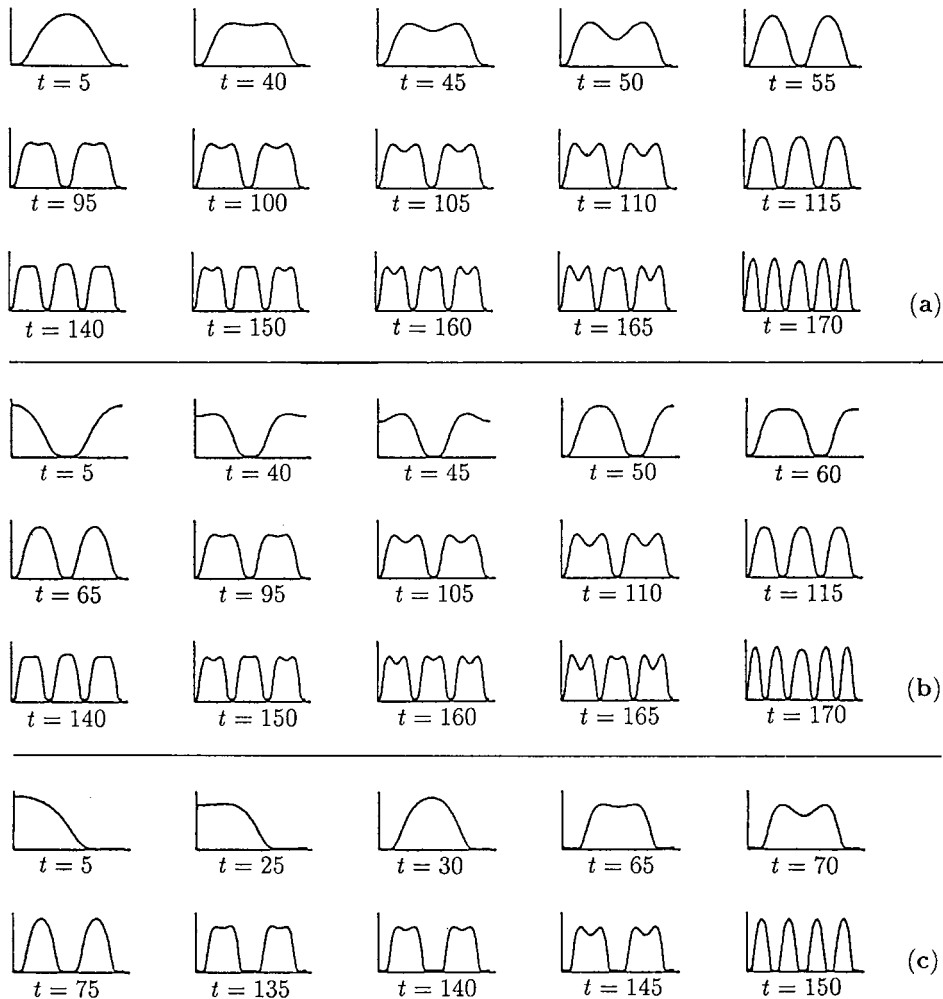 t = 5 t = 40 t = 45 t = 50 t = 55
t = 95 t = 100 t = 105 t = 110 t = 115
t = 140 t = 150 t = 160 t = 165 t = 170 (a)
t = 5 t = 40 t = 45 t = 50 t = 60
t = 65 t = 95 t = 105 t = 110 t = 115
t = 140 t = 150 t = 160 t = 165 t = 170 (b)
t = 5 t = 25 t = 30 t = 65 t = 70
t = 75 t = 135 t = 140 t = 145 t = 150 (c)